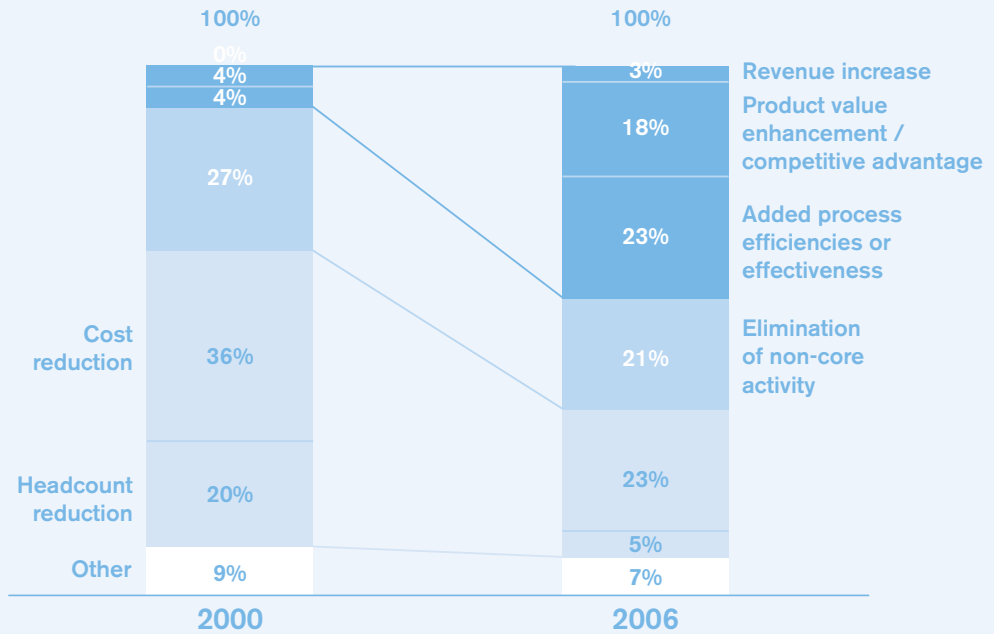 100%
100%
0%
4%
4%
27%
36%
20%
9%
3%
18%
23%
21%
23%
5%
7%
Revenue increase
Product value
enhancement /
competitive advantage
Added process
efficiencies or
effectiveness
Elimination
of non-core
activity
Cost
reduction
Headcount
reduction
Other
2000
2006